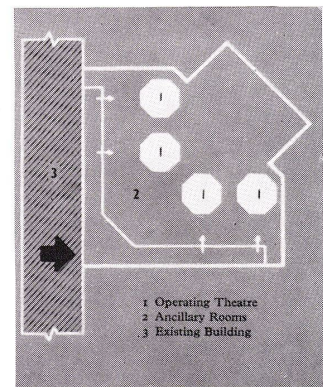 1
1
3
2
1
1
1 Operating Theatre
2 Ancillary Rooms
3 Existing Building